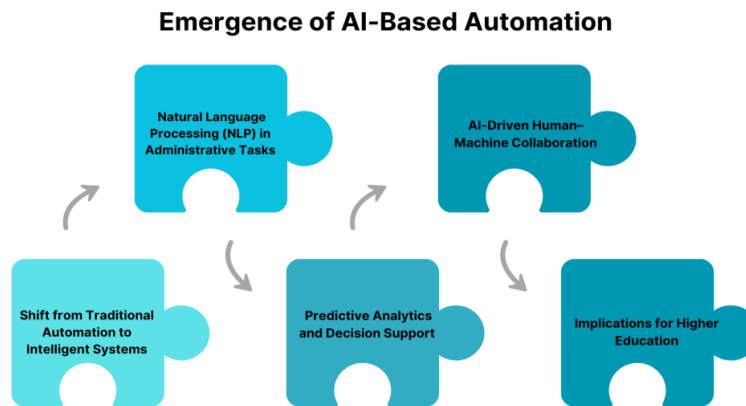 Emergence of AI-Based Automation
Natural Language
Processing (NLP) in
Administrative Tasks
AI-Driven Human–
Machine Collaboration
Shift from Traditional
Automation to
Intelligent Systems
Predictive Analytics
and Decision Support
Implications for Higher
Education